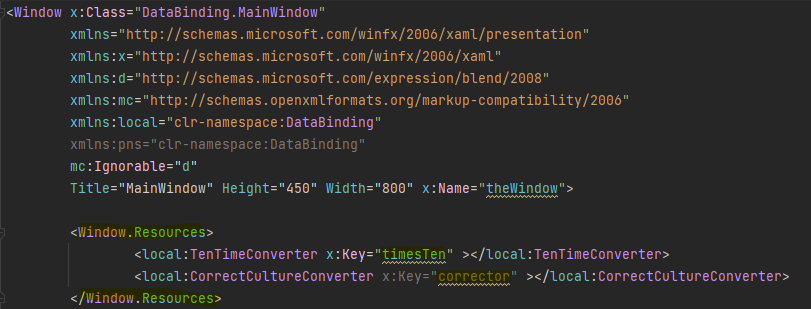 <Window x:Class="DataBinding.MainWindow"
xmlns="http://schemas.microsoft.com/winfx/2006/xaml/presentation"
xmlns:x="http://schemas.microsoft.com/winfx/2006/xaml"
xmlns:d="http://schemas.microsoft.com/expression/blend/2008"
xmlns:mc="http://schemas.openxmlformats.org/markup-compatibility/2006"
xmlns:local="clr-namespace:DataBinding"
xmlns:pns="clr-namespace:DataBinding"
mc:Ignorable="d"
Title="MainWindow" Height="450" Width="800" x:Name="theWindow">
<Window.Resources>
<local:TenTimeConverter x:Key="timesTen" ></local:TenTimeConverter>
<local:CorrectCultureConverter x:Key="corrector" ></local:CorrectCultureConverter>
</Window.Resources>